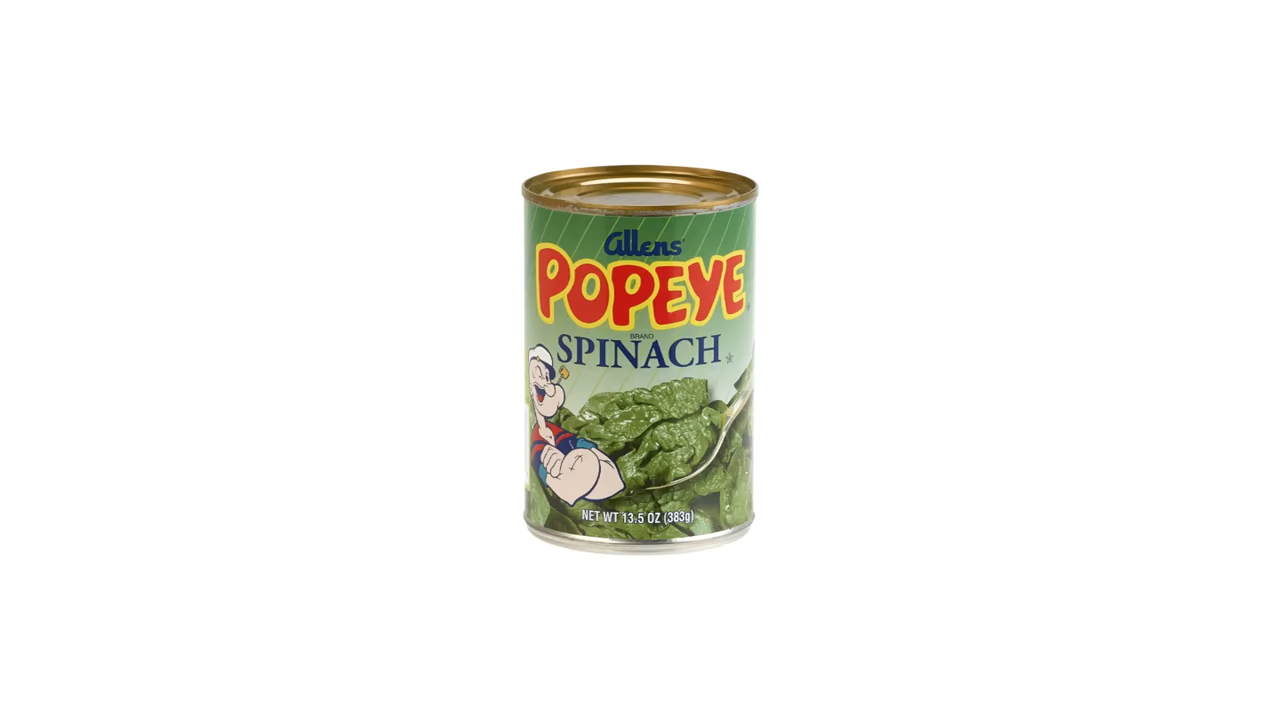 Allens
POPEYE
BRAND
SPINACH
NET WT 13.5 OZ (383g)